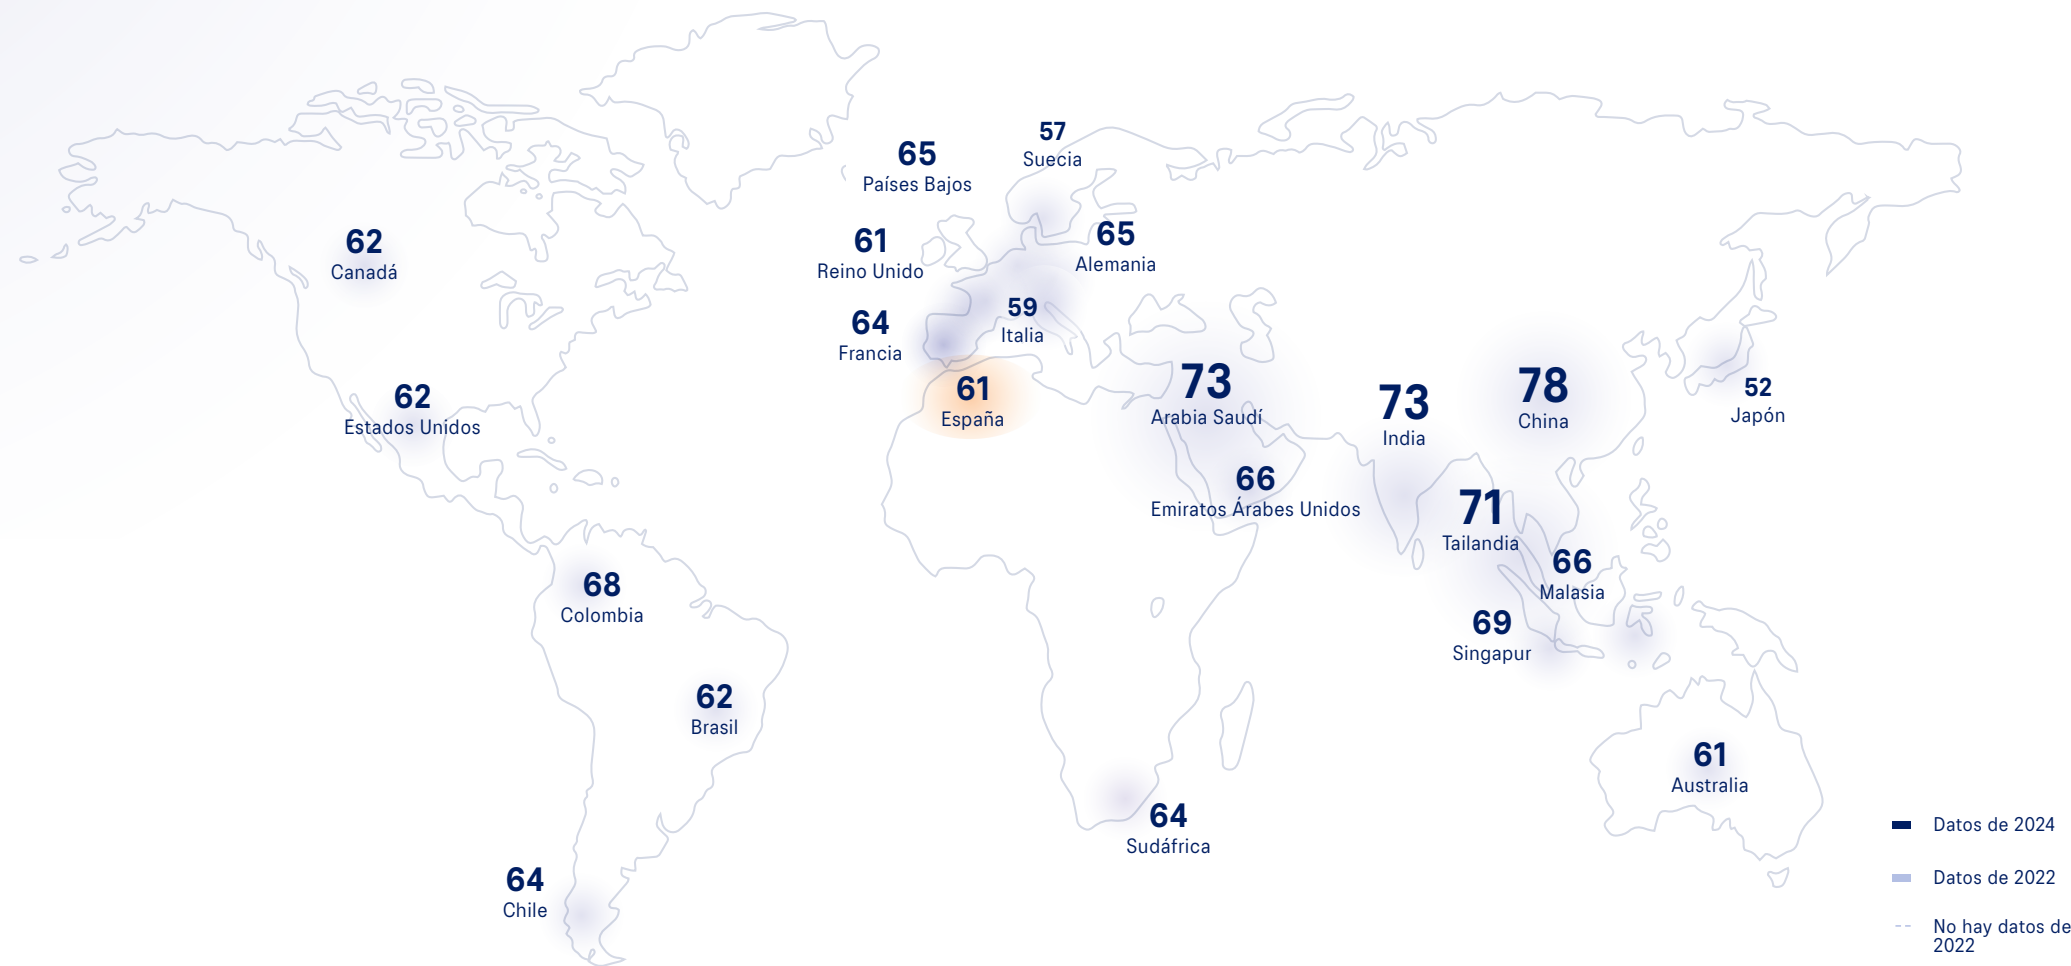 57
Suecia
65
Países Bajos
65
Alemania
61
Reino Unido
62
Canadá
59
Italia
64
Francia
61
España
62
Estados Unidos
73
Arabia Saudí
73
India
78
China
52
Japón
66
Emiratos Árabes Unidos
71
Tailandia
66
Malasia
68
Colombia
69
Singapur
62
Brasil
61
Australia
64
Sudáfrica
64
Chile
Datos de 2024
Datos de 2022
No hay datos de
2022